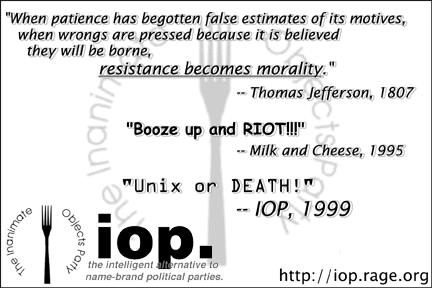 "When patience has begotten false estimates of its motives,
when wrongs are pressed because it is believed
they will be borne,
resistance becomes morality."
-- Thomas Jefferson, 1807
"Booze up and RIOT!!!"
-- Milk and Cheese, 1995
"Unix or DEATH!"
-- IOP, 1999
The Inanimate Objects Party
The Inanimate Objects Party
iop.
the intelligent alternative to
name-brand political parties.
http://iop.rage.org